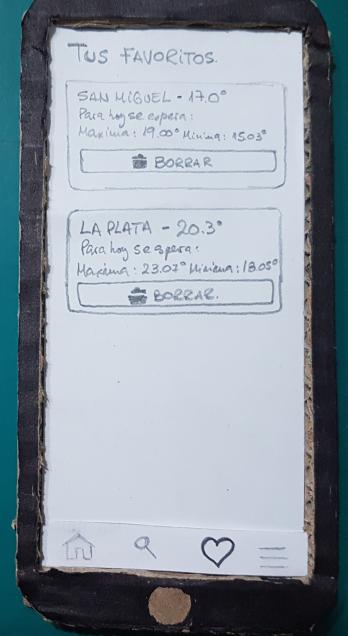 TUS FAVORITOS.
SAN MIGUEL - 17.0°
Para hoy se espera:
Maxima: 19.00° Minima: 15.03°
BORRAR
LA PLATA - 20.3°
Para hoy se espera:
Maxima: 23.07° Minima: 18.05°
BORRAR.